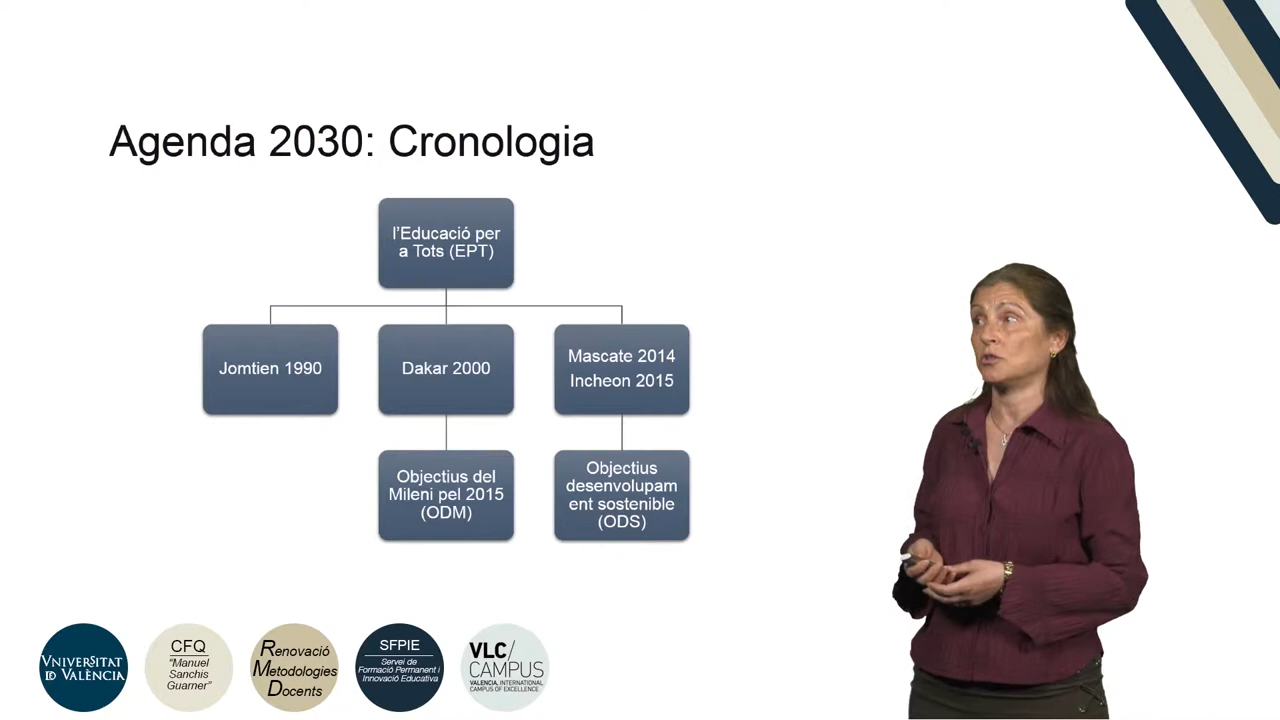 Agenda 2030: Cronologia
l'Educació per
a Tots (EPT)
Jomtien 1990
Dakar 2000
Mascate 2014
Incheon 2015
Objectius del
Mileni pel 2015
(ODM)
Objectius
desenvolupam
ent sostenible
(ODS)
VNIVERSITAT
ID VALÈNCIA
CFQ
"Manuel
Sanchis
Guarner"
Renovació
Metodologies
Docents
SFPIE
Servei de
Formació Permanent i
Innovació Educativa
VLC/
CAMPUS
VALENCIA, INTERNATIONAL
CAMPUS OF EXCELLENCE